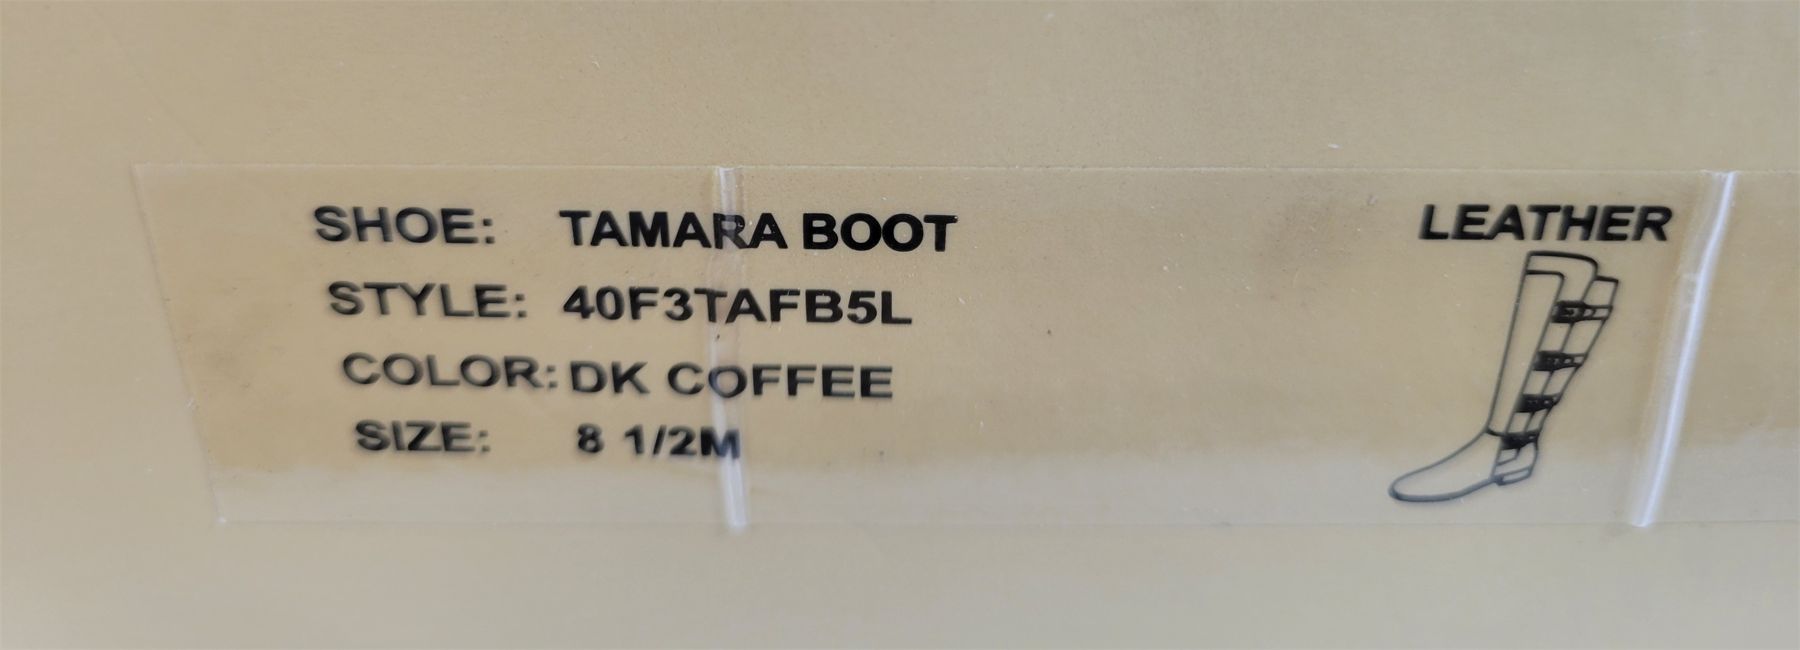 SHOE: TAMARA BOOT
STYLE: 40F3TAFB5L
COLOR: DK COFFEE
SIZE: 8 1/2M
LEATHER